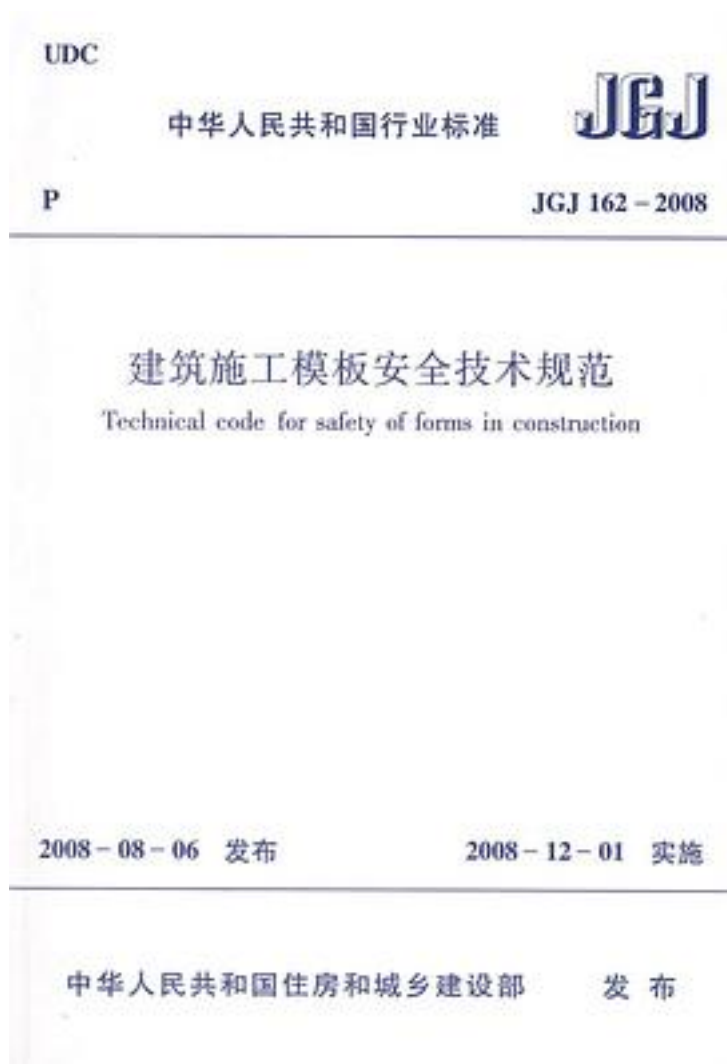 UDC
中华人民共和国行业标准
JGJ
P
JGJ 162－2008
建筑施工模板安全技术规范
Technical code for safety of forms in construction
2008－08－06 发布
2008－12－01 实施
中华人民共和国住房和城乡建设部 发布